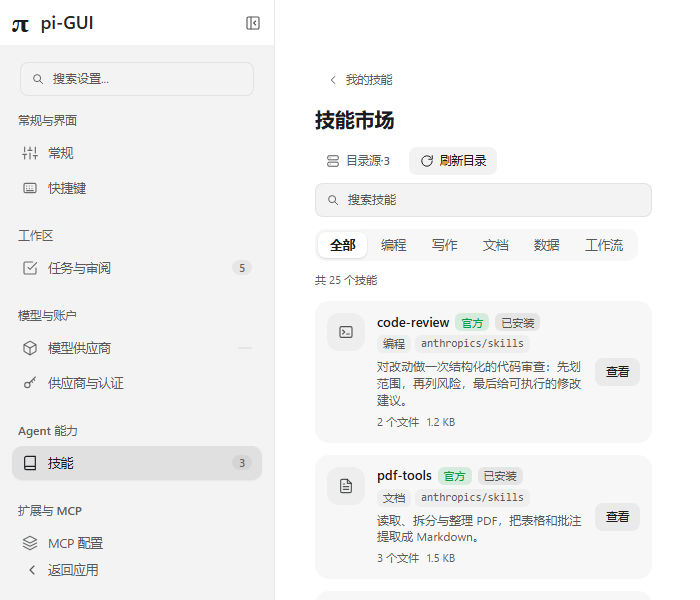 π pi-GUI
搜索设置...
常规与界面
常规
快捷键
工作区
任务与审阅 5
模型与账户
模型供应商
供应商与认证
Agent 能力
技能 3
扩展与 MCP
MCP 配置
返回应用
我的技能
技能市场
目录源·3 刷新目录
搜索技能
全部 编程 写作 文档 数据 工作流
共 25 个技能
code-review 官方 已安装
编程 anthropics/skills
对改动做一次结构化的代码审查：先划
范围，再列风险，最后给可执行的修改
建议。
查看
2 个文件 1.2 KB
pdf-tools 官方 已安装
文档 anthropics/skills
读取、拆分与整理 PDF，把表格和批注
提取成 Markdown。
查看
3 个文件 1.5 KB